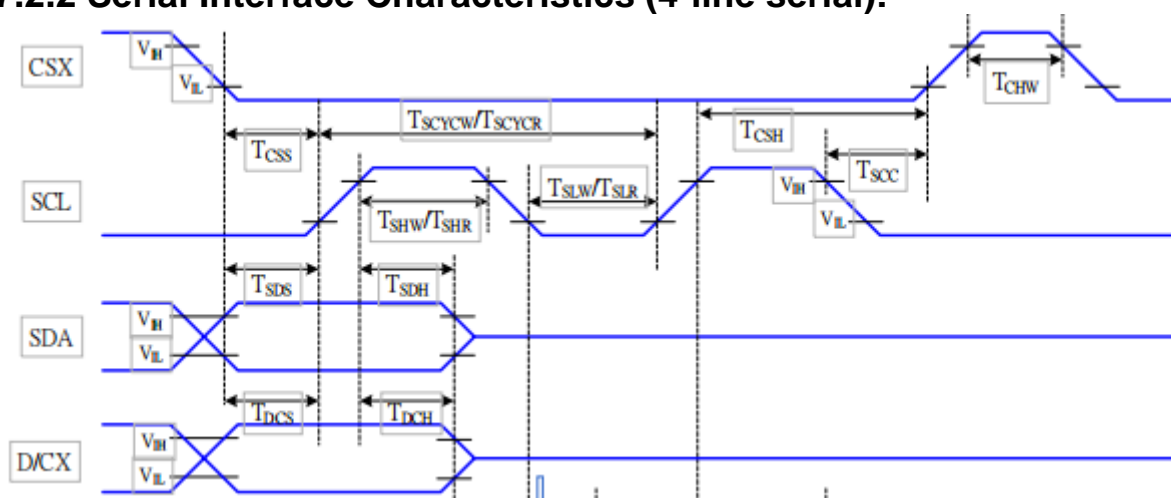 7.2.2 Serial Interface Characteristics (4-line serial):
CSX
VIH
VIL
TCHW
TSCYCW/TSCYCR
TCSH
TCSS
TSCC
SCL
TSLW/TSLR
VIH
TSHW/TSHR
VIL
TSDS
TSDH
SDA
VIH
VIL
TDCS
TDCH
D/CX
VIH
VIL